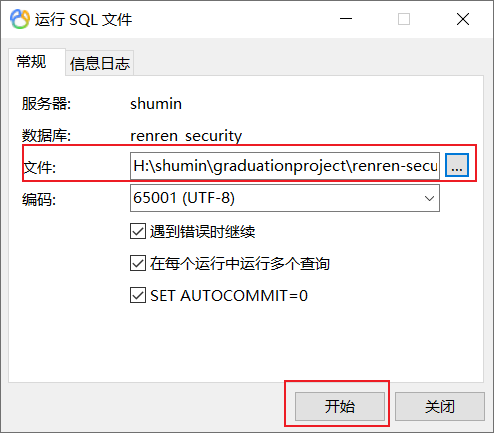 运行 SQL 文件
常规 信息日志
服务器: shumin
数据库: renren_security
文件: H:\shumin\graduationproject\renren-secu ...
编码: 65001 (UTF-8)
遇到错误时继续
在每个运行中运行多个查询
SET AUTOCOMMIT=0
开始 关闭